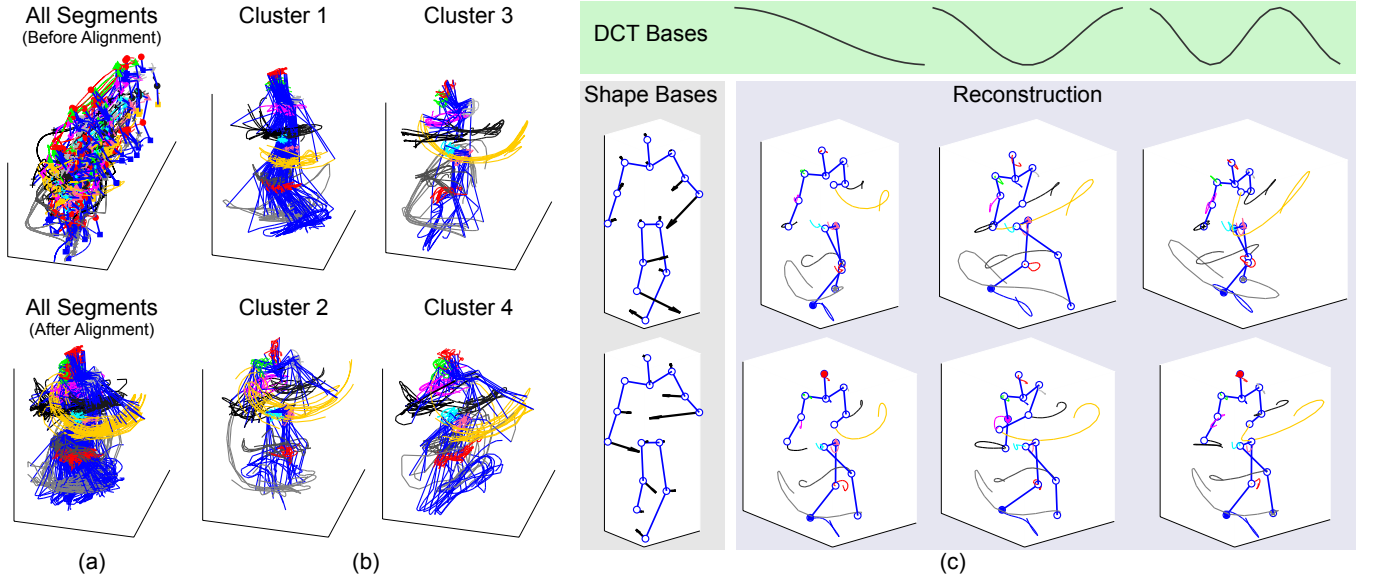 All Segments
(Before Alignment)
Cluster 1
Cluster 3
All Segments
(After Alignment)
Cluster 2
Cluster 4
(a)
(b)
DCT Bases
Shape Bases
Reconstruction
(c)